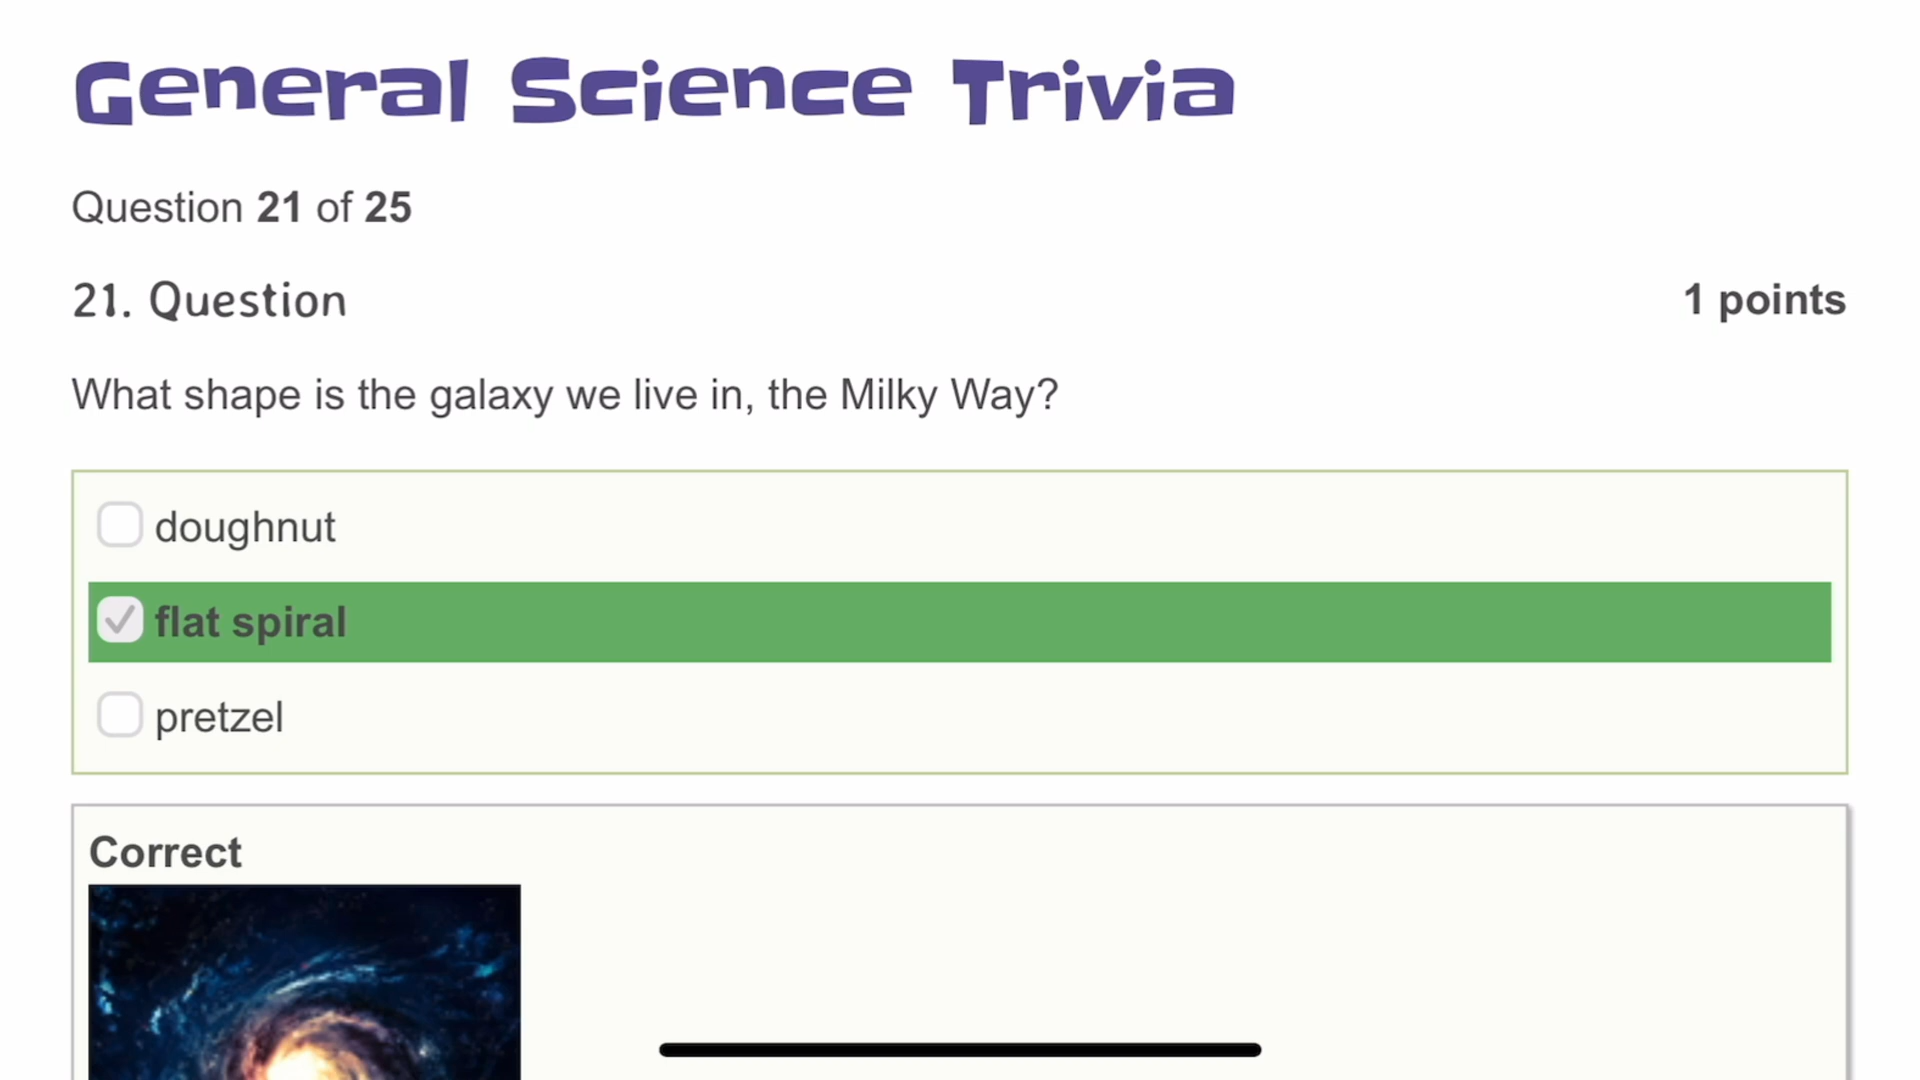 General Science Trivia
Question 21 of 25
21. Question
1 points
What shape is the galaxy we live in, the Milky Way?
doughnut
flat spiral
pretzel
Correct